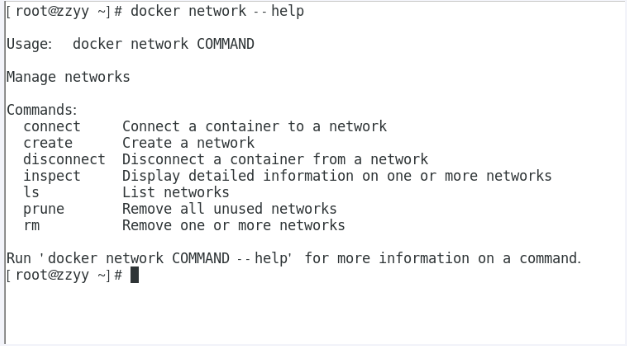 [root@zzyy ~]# docker network --help
Usage:  docker network COMMAND
Manage networks
Commands:
  connect     Connect a container to a network
  create      Create a network
  disconnect  Disconnect a container from a network
  inspect     Display detailed information on one or more networks
  ls          List networks
  prune       Remove all unused networks
  rm          Remove one or more networks
Run 'docker network COMMAND --help' for more information on a command.
[root@zzyy ~]#